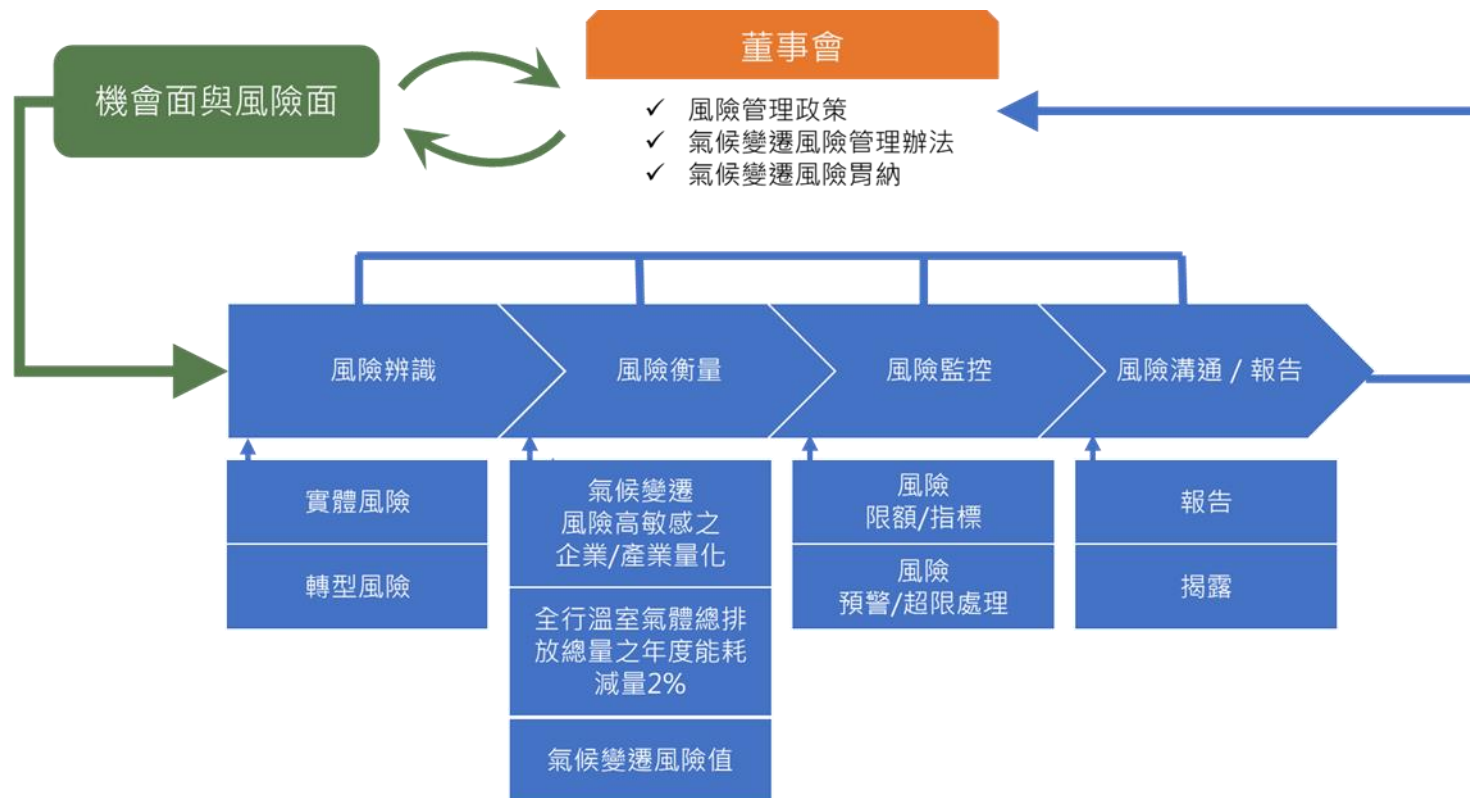 董事會
機會面與風險面
✓ 風險管理政策
✓ 氣候變遷風險管理辦法
✓ 氣候變遷風險胃納
風險辨識
風險衡量
風險監控
風險溝通 / 報告
實體風險
轉型風險
氣候變遷
風險高敏感之
企業/產業量化
全行溫室氣體總排
放總量之年度能耗
減量2%
氣候變遷風險值
風險
限額/指標
風險
預警/超限處理
報告
揭露